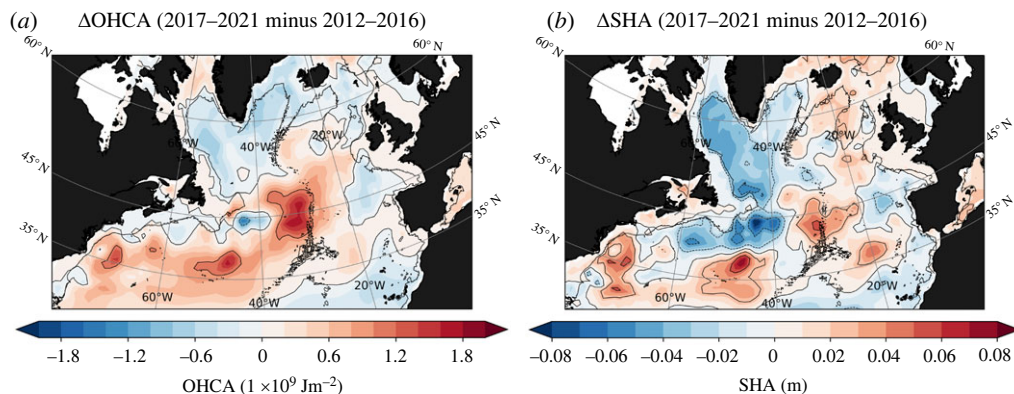 (a) ΔOHCA (2017–2021 minus 2012–2016)
60° N
60° N
45° N
35° N
60°W
40°W
20°W
45° N
35° N
60°W
40°W
20°W
–1.8 –1.2 –0.6 0 0.6 1.2 1.8
OHCA (1 ×10⁹ Jm⁻²)
(b) ΔSHA (2017–2021 minus 2012–2016)
60° N
60° N
45° N
35° N
60°W
40°W
20°W
45° N
35° N
60°W
40°W
20°W
–0.08 –0.06 –0.04 –0.02 0 0.02 0.04 0.06 0.08
SHA (m)